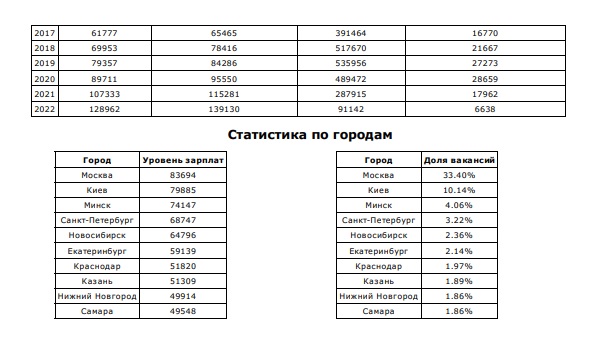 2017 61777 65465 391464 16770
2018 69953 78416 517670 21667
2019 79357 84286 535956 27273
2020 89711 95550 489472 28659
2021 107333 115281 287915 17962
2022 128962 139130 91142 6638
Статистика по городам
Город Уровень зарплат Город Доля вакансий
Москва 83694 Москва 33.40%
Киев 79885 Киев 10.14%
Минск 74147 Минск 4.06%
Санкт-Петербург 68747 Санкт-Петербург 3.22%
Новосибирск 64796 Новосибирск 2.36%
Екатеринбург 59139 Екатеринбург 2.14%
Краснодар 51820 Краснодар 1.97%
Казань 51309 Казань 1.89%
Нижний Новгород 49914 Нижний Новгород 1.86%
Самара 49548 Самара 1.86%